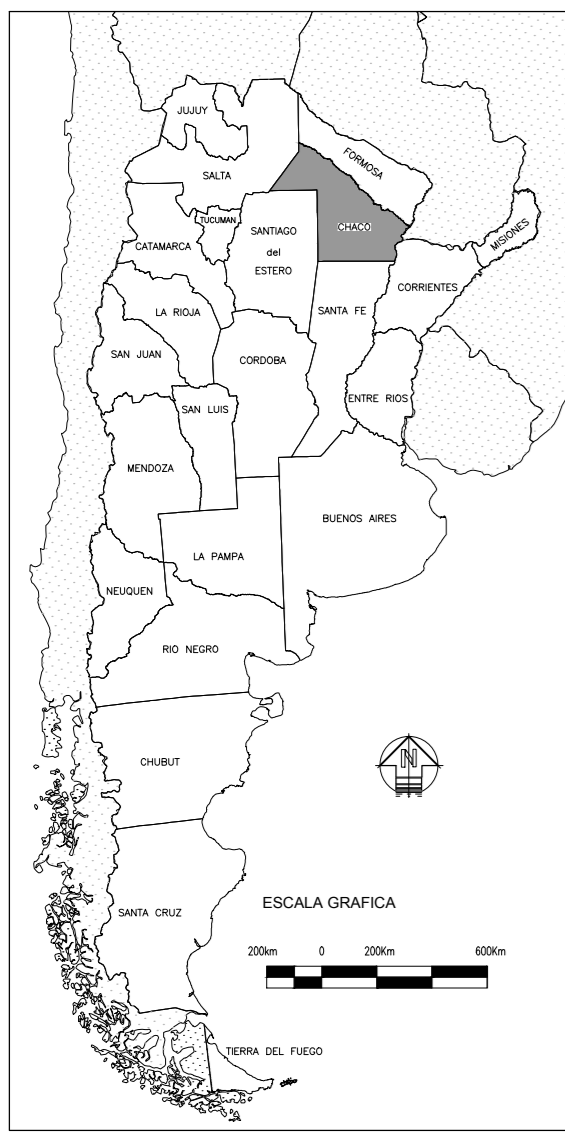 JUJUY
FORMOSA
SALTA
CHACO
TUCUMAN
MISIONES
CATAMARCA
SANTIAGO
del
ESTERO
CORRIENTES
LA RIOJA
SANTA FE
SAN JUAN
CORDOBA
ENTRE RIOS
SAN LUIS
MENDOZA
BUENOS AIRES
LA PAMPA
NEUQUEN
RIO NEGRO
N
CHUBUT
ESCALA GRAFICA
SANTA CRUZ
200Km 0 200Km 600Km
TIERRA DEL FUEGO